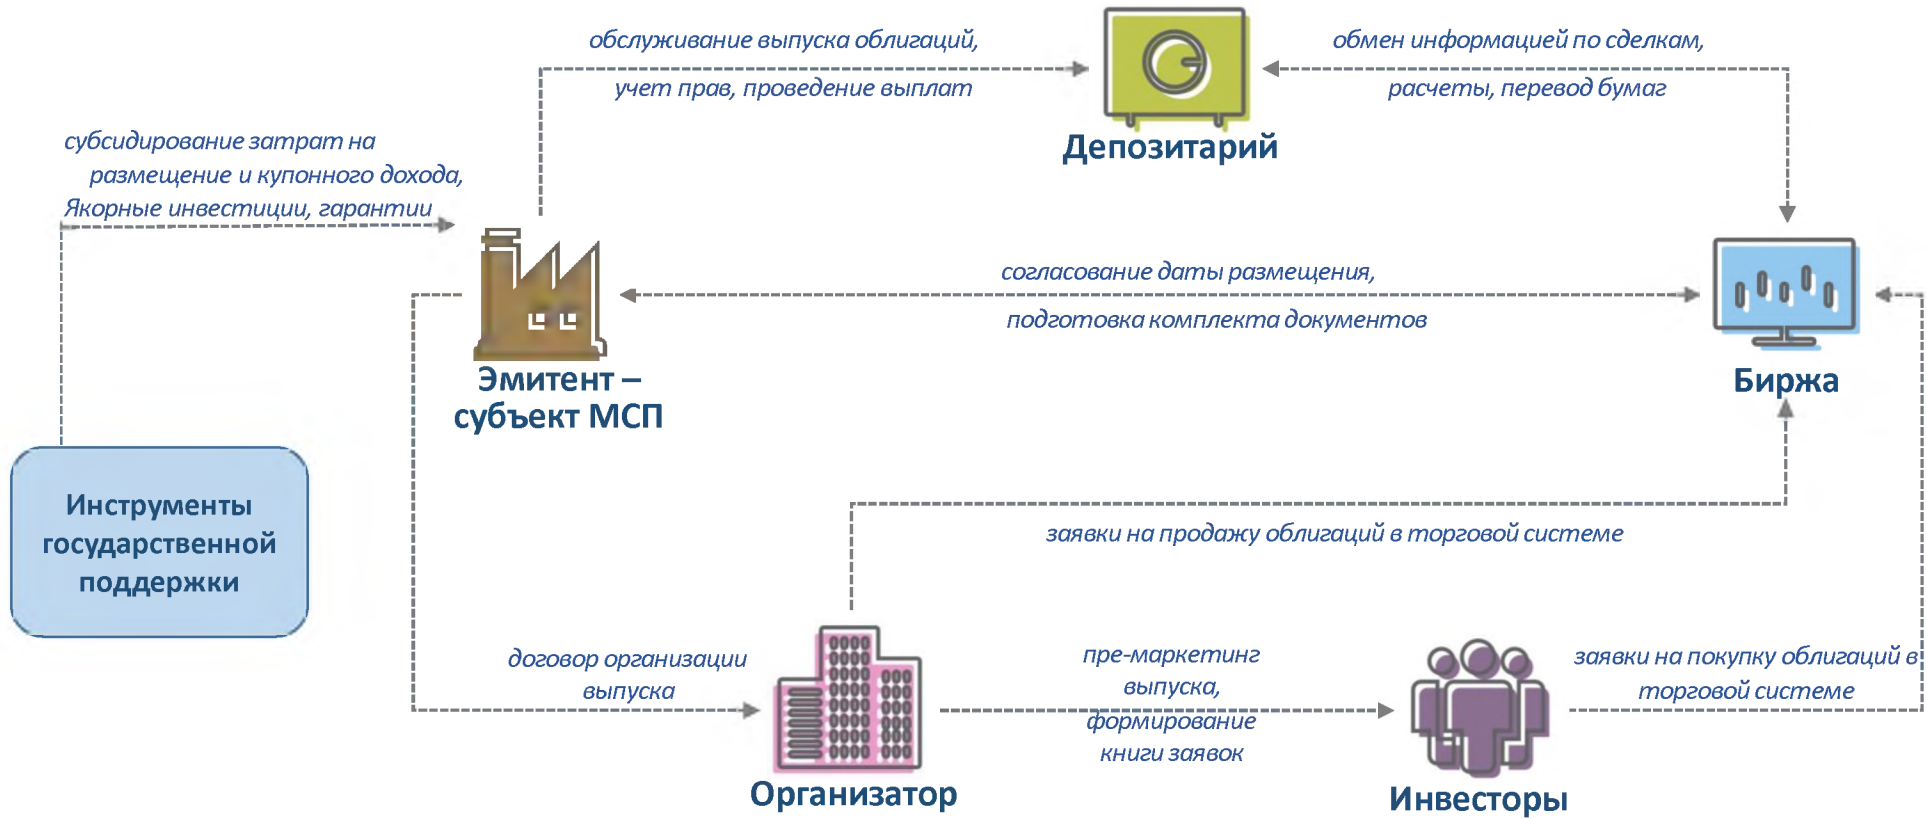 обслуживание выпуска облигаций,
учет прав, проведение выплат
обмен информацией по сделкам,
расчеты, перевод бумаг
Депозитарий
субсидирование затрат на
размещение и купонного дохода,
Якорные инвестиции, гарантии
согласование даты размещения,
подготовка комплекта документов
Эмитент –
субъект МСП
Биржа
Инструменты
государственной
поддержки
заявки на продажу облигаций в торговой системе
договор организации
выпуска
пре-маркетинг
выпуска,
формирование
книги заявок
заявки на покупку облигаций в
торговой системе
Организатор
Инвесторы